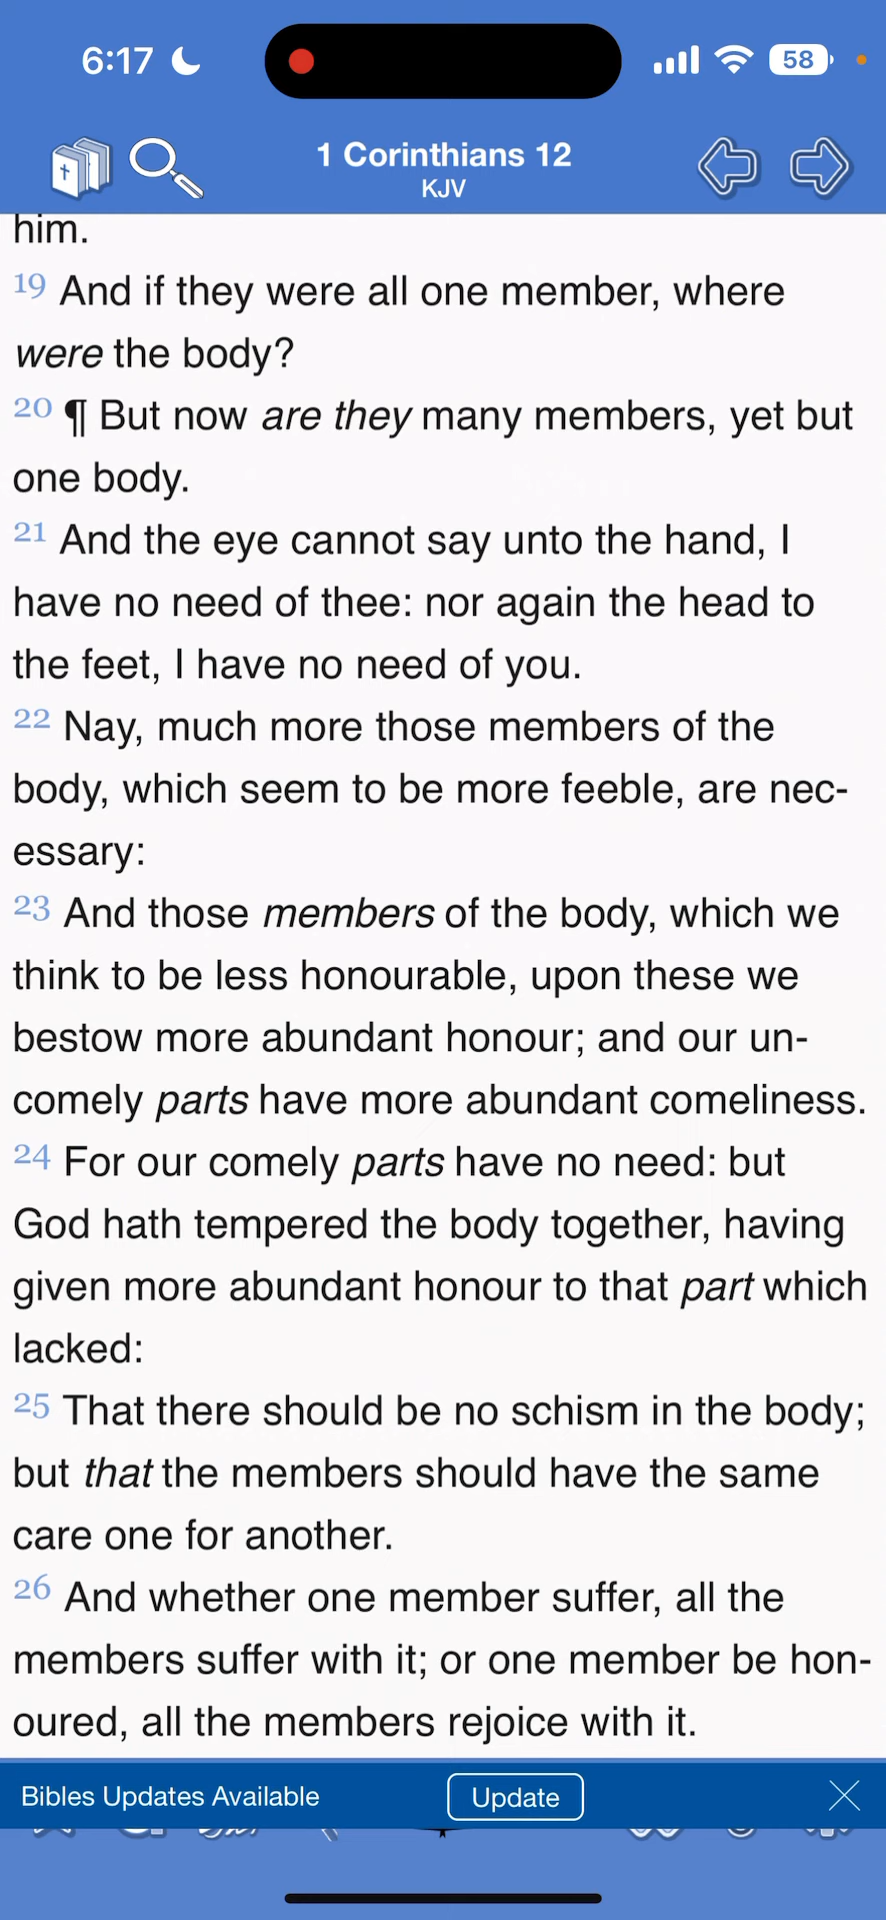 6:17
58
1 Corinthians 12
KJV
him.
19 And if they were all one member, where
were the body?
20 ¶ But now are they many members, yet but
one body.
21 And the eye cannot say unto the hand, I
have no need of thee: nor again the head to
the feet, I have no need of you.
22 Nay, much more those members of the
body, which seem to be more feeble, are nec-
essary:
23 And those members of the body, which we
think to be less honourable, upon these we
bestow more abundant honour; and our un-
comely parts have more abundant comeliness.
24 For our comely parts have no need: but
God hath tempered the body together, having
given more abundant honour to that part which
lacked:
25 That there should be no schism in the body;
but that the members should have the same
care one for another.
26 And whether one member suffer, all the
members suffer with it; or one member be hon-
oured, all the members rejoice with it.
Bibles Updates Available
Update